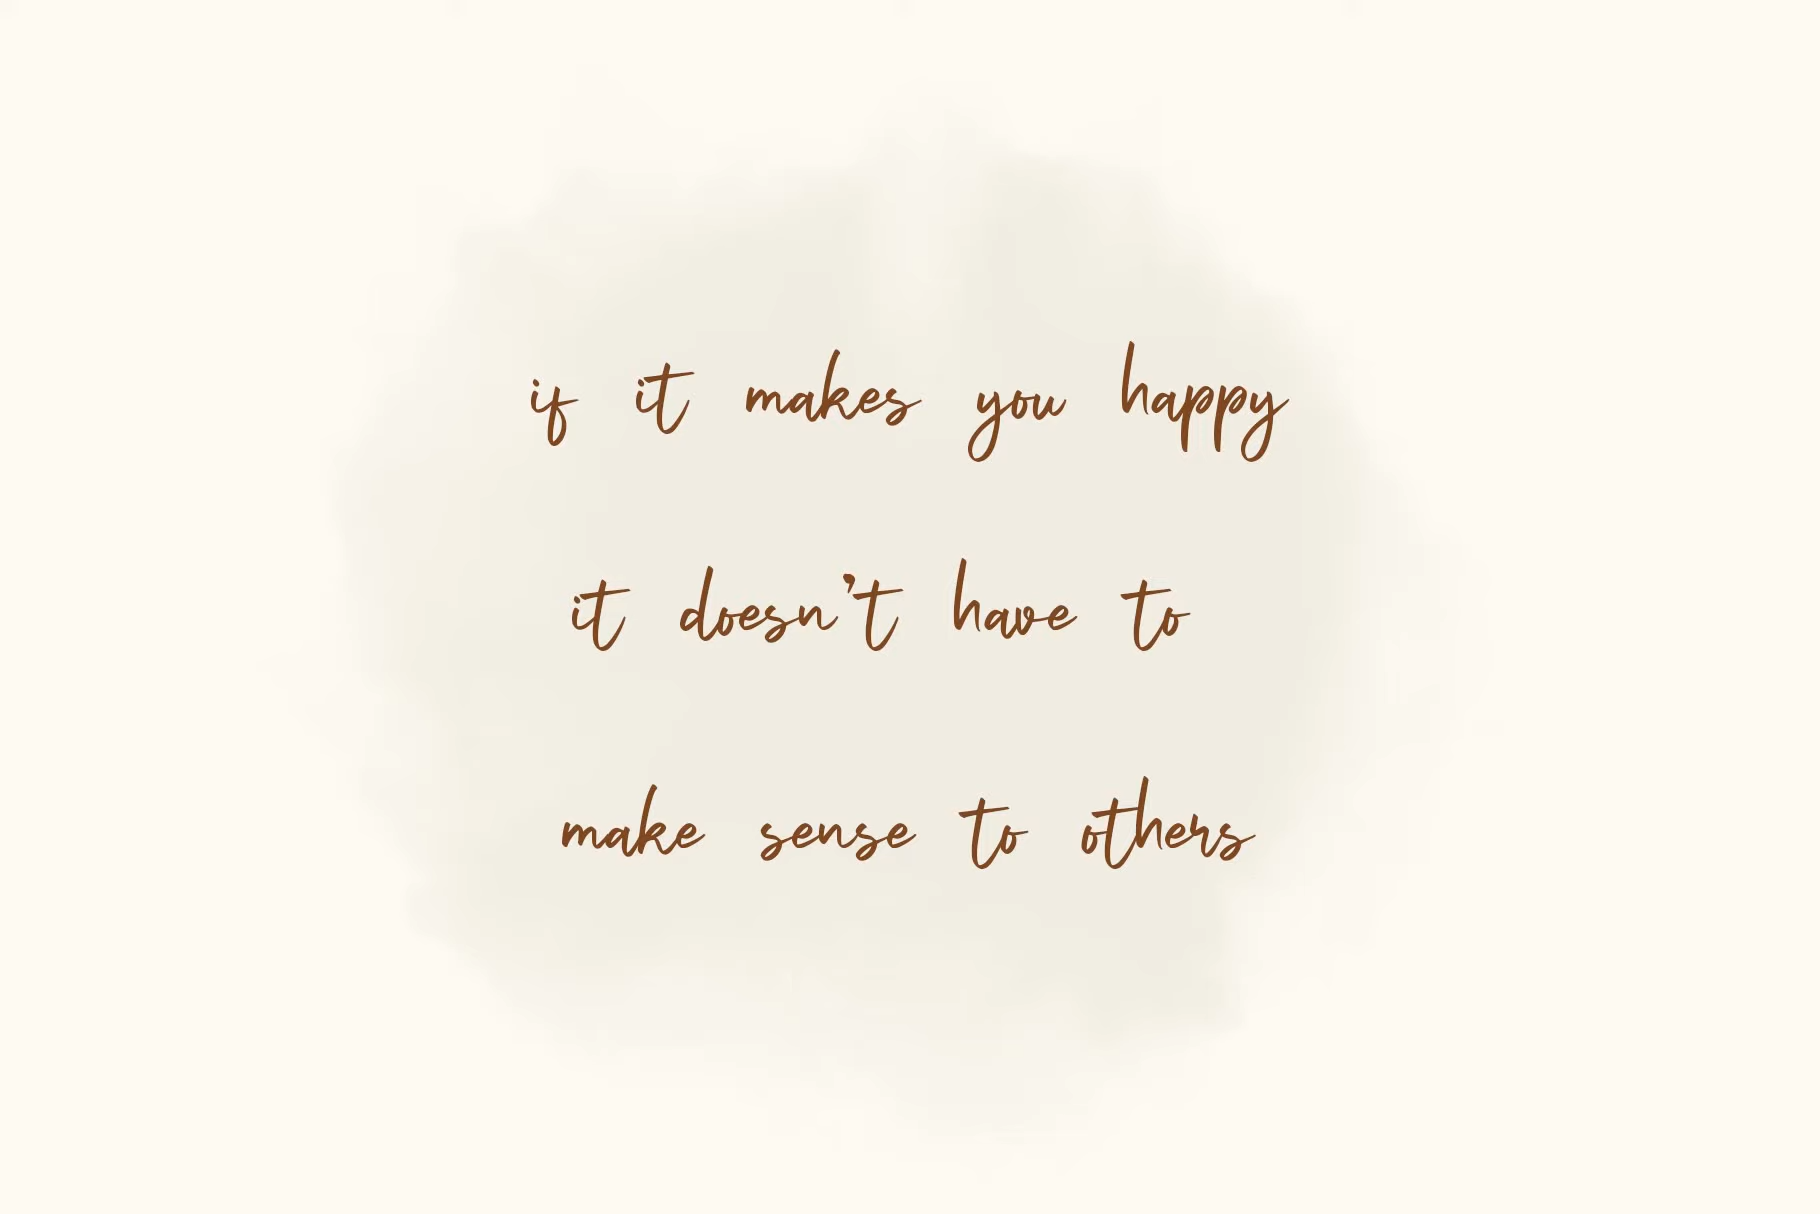 if it makes you happy
it doesn’t have to
make sense to others